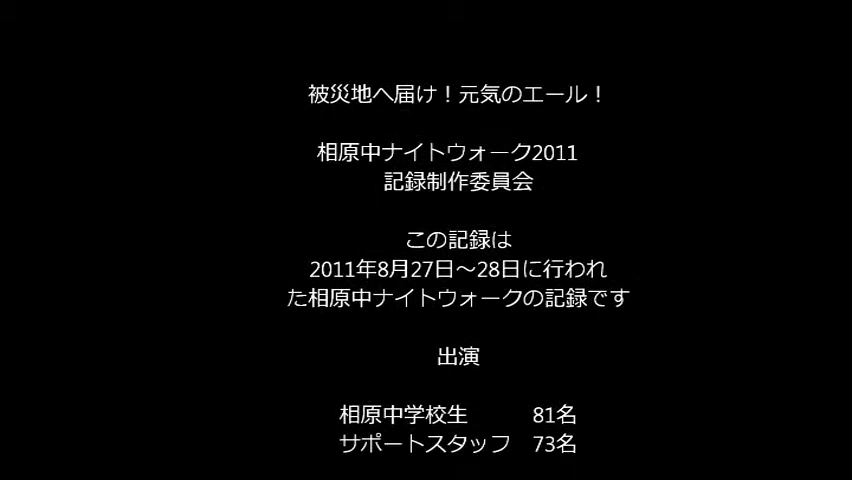 被災地へ届け！元気のエール！
相原中ナイトウォーク2011
記録制作委員会
この記録は
2011年8月27日～28日に行われ
た相原中ナイトウォークの記録です
出演
相原中学校生　　　81名
サポートスタッフ　73名